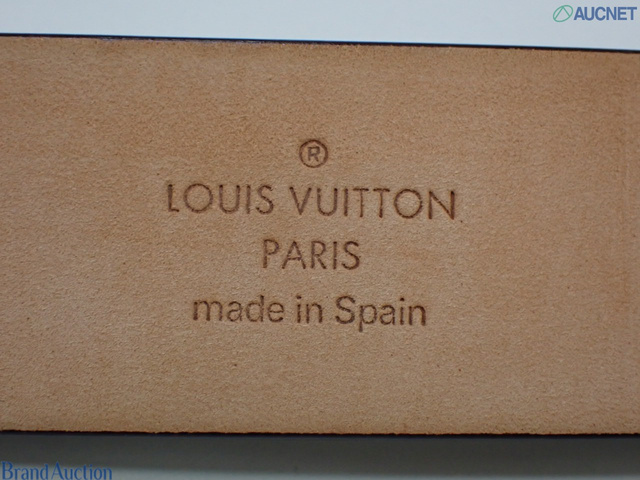 AUCNET
®
LOUIS VUITTON
PARIS
made in Spain
Brand Auction